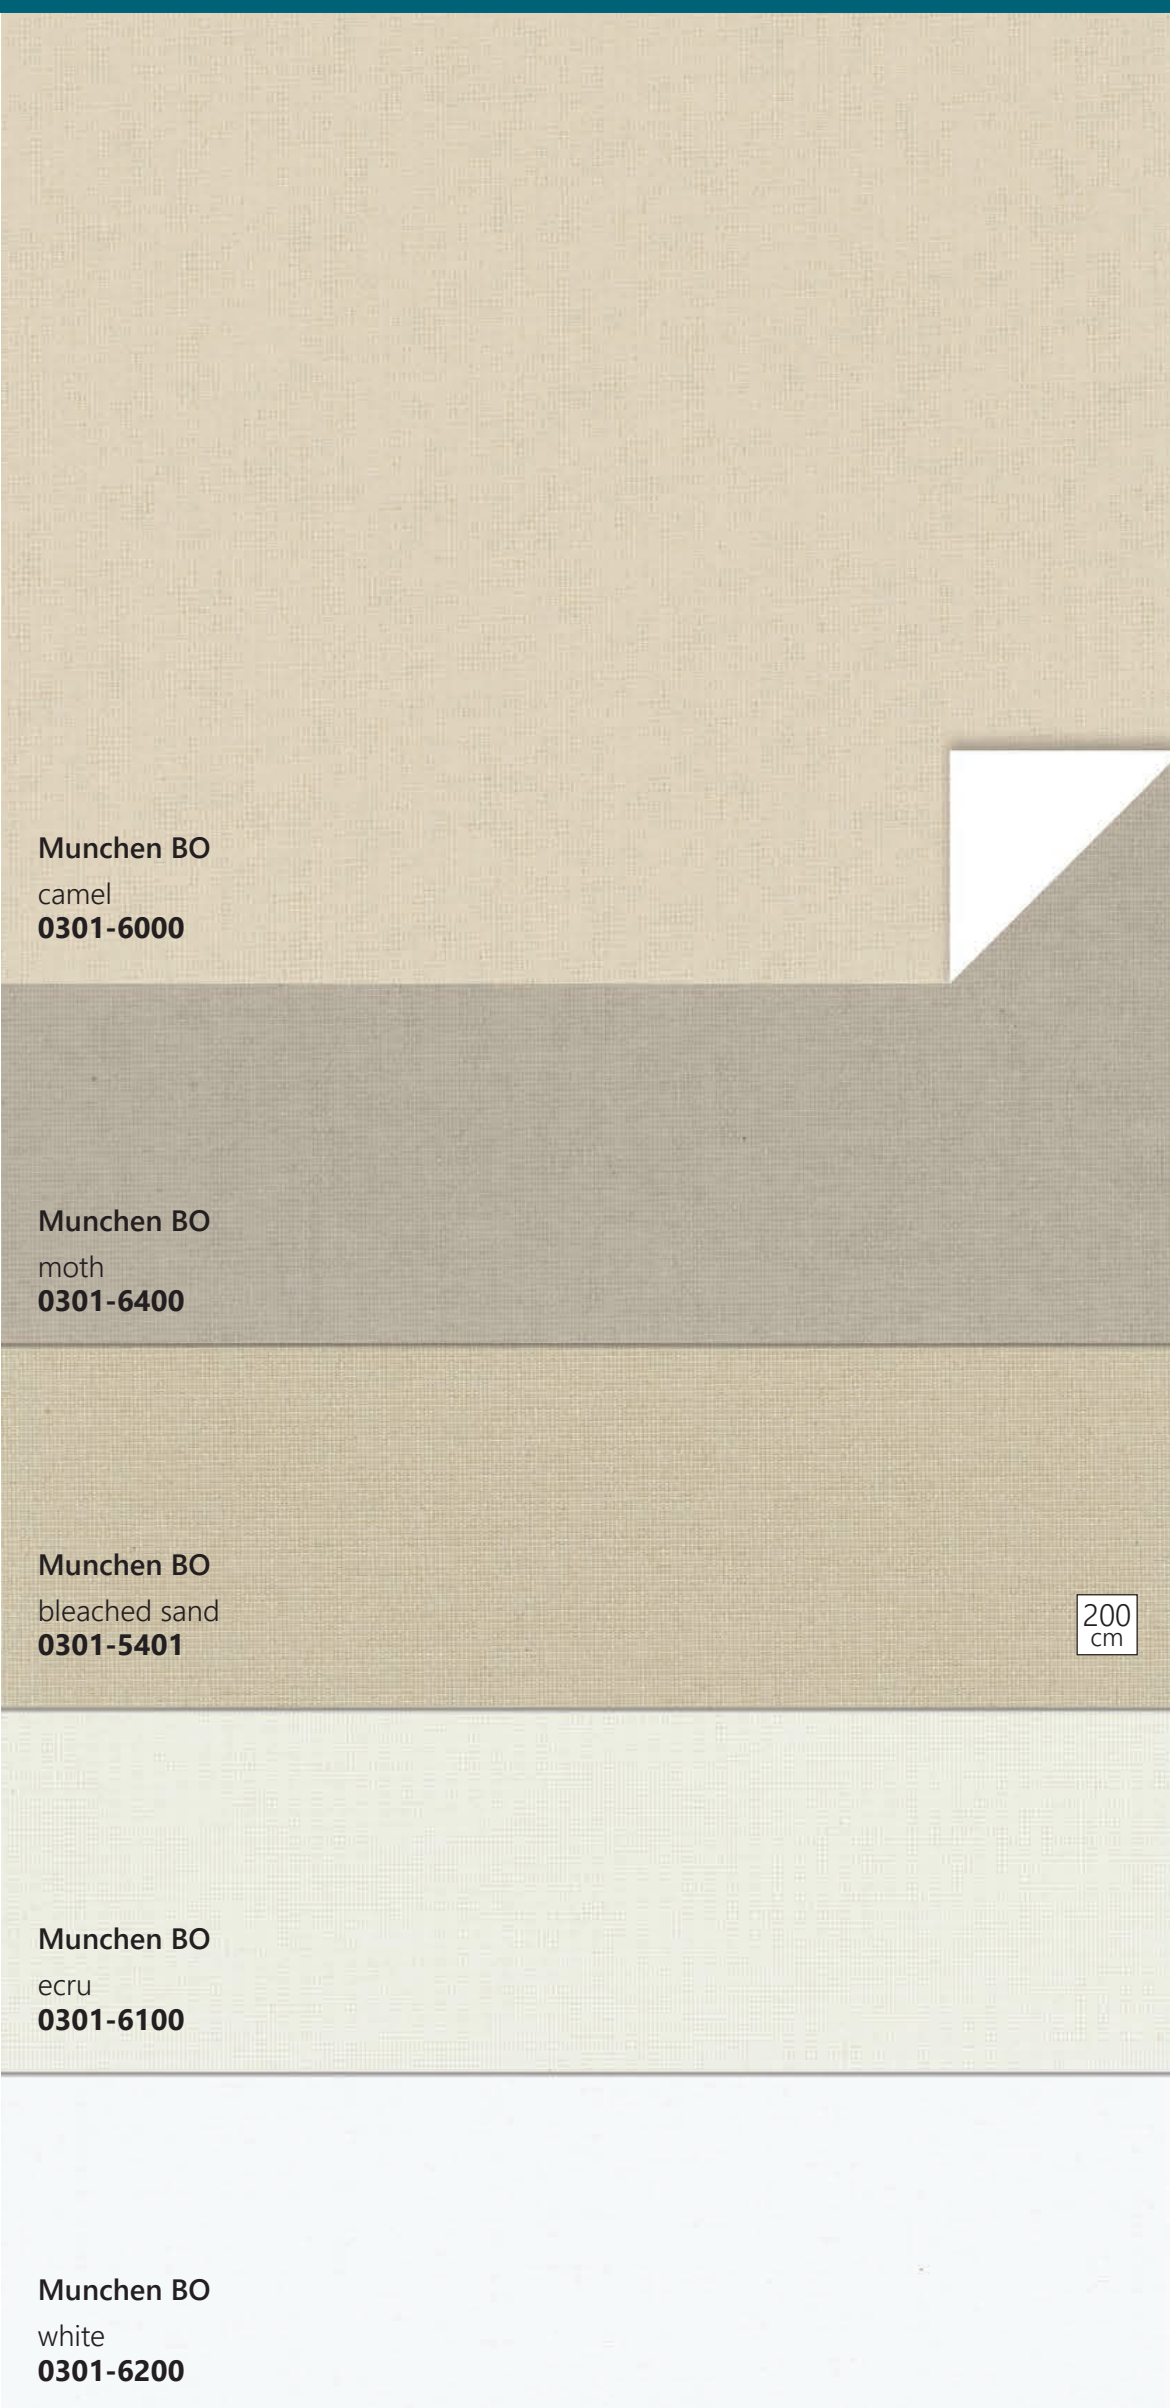 Munchen BO
camel
0301-6000
Munchen BO
moth
0301-6400
Munchen BO
bleached sand
0301-5401
200
cm
Munchen BO
ecru
0301-6100
Munchen BO
white
0301-6200